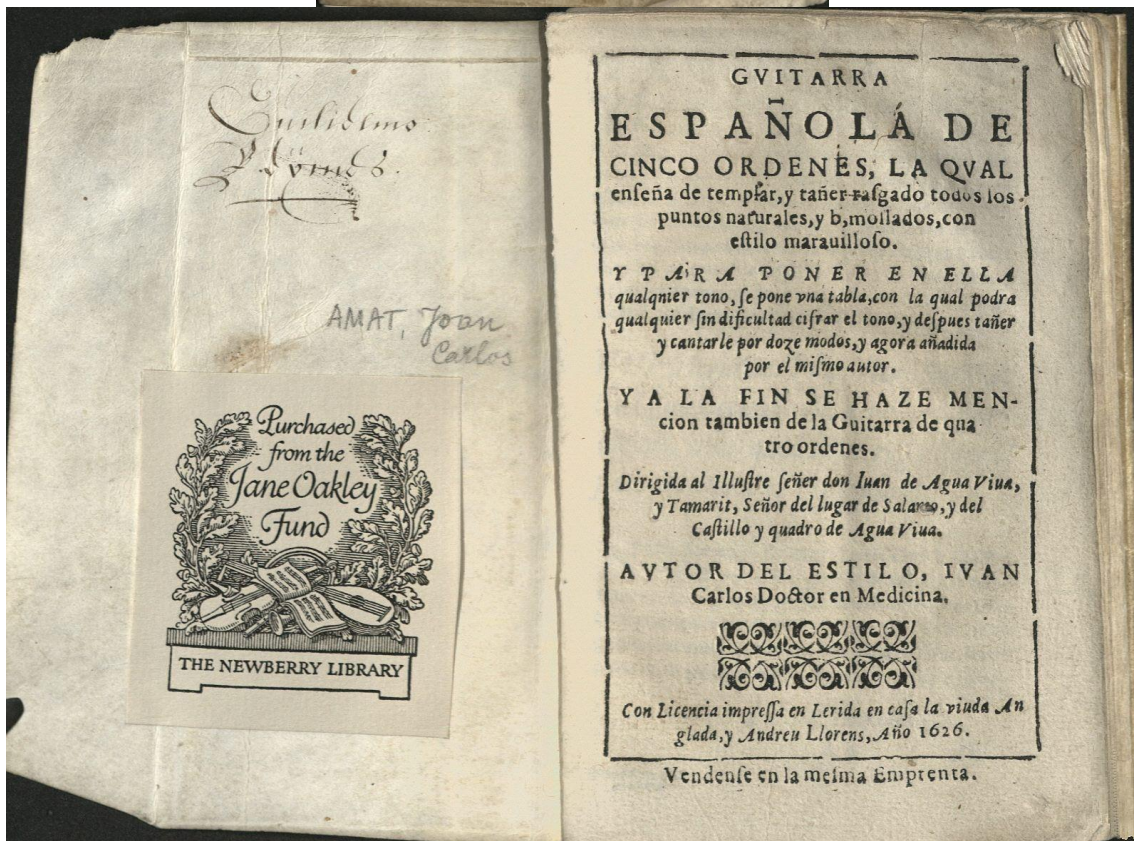 AMAT, Joan
Carlos
Purchased
from the
Jane Oakley
Fund
THE NEWBERRY LIBRARY
GVITARRA
ESPAÑOLÁ DE
CINCO ORDENES, LA QVAL
enſeña de templar, y tañer raſgado todos los
puntos naturales, y b, mollados, con
eſtilo marauilloſo.
Y PARA PONER EN ELLA
qualqnier tono, ſe pone vna tabla, con la qual podra
qualquier ſin dificultad cifrar el tono, y deſpues tañer
y cantarle por doze modos, y agora añadida
por el miſmo autor.
Y A LA FIN SE HAZE MEN-
cion tambien de la Guitarra de qua
tro ordenes.
Dirigida al Illuſtre ſeñer don Iuan de Agua Viua,
y Tamarit, Señor del lugar de, y del
Caſtillo y quadro de Agua Viua.
AVTOR DEL ESTILO, IVAN
Carlos Doctor en Medicina.
Con Licencia impreſſa en Lerida en caſa la viuda An
glada, y Andreu Llorens, Año 1626.
Vendenſe en la meſma Emprenta.